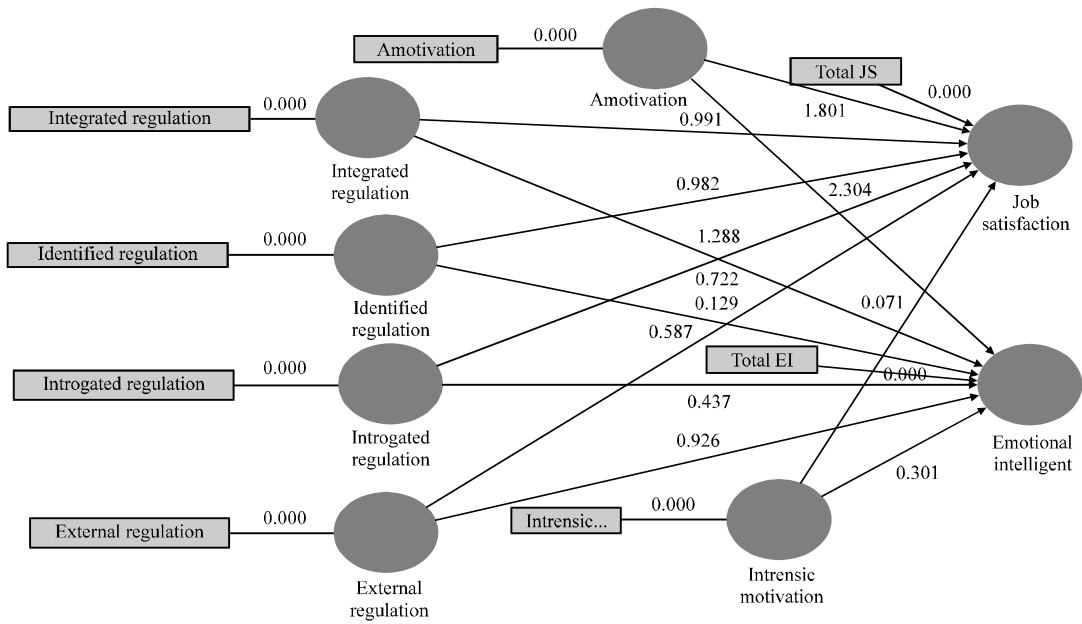 0.000
Amotivation
Total JS
Amotivation
0.000
0.000
1.801
Integrated regulation
0.991
Integrated
regulation
0.982
2.304
Job
satisfaction
0.000
Identified regulation
1.288
0.722
0.129
0.071
Identified
regulation
0.587
Total EI
0.000
0.000
Introgated regulation
0.437
Introgated
regulation
0.926
Emotional
intelligent
0.301
0.000
0.000
External regulation
Intrensic...
Intrensic
motivation
External
regulation